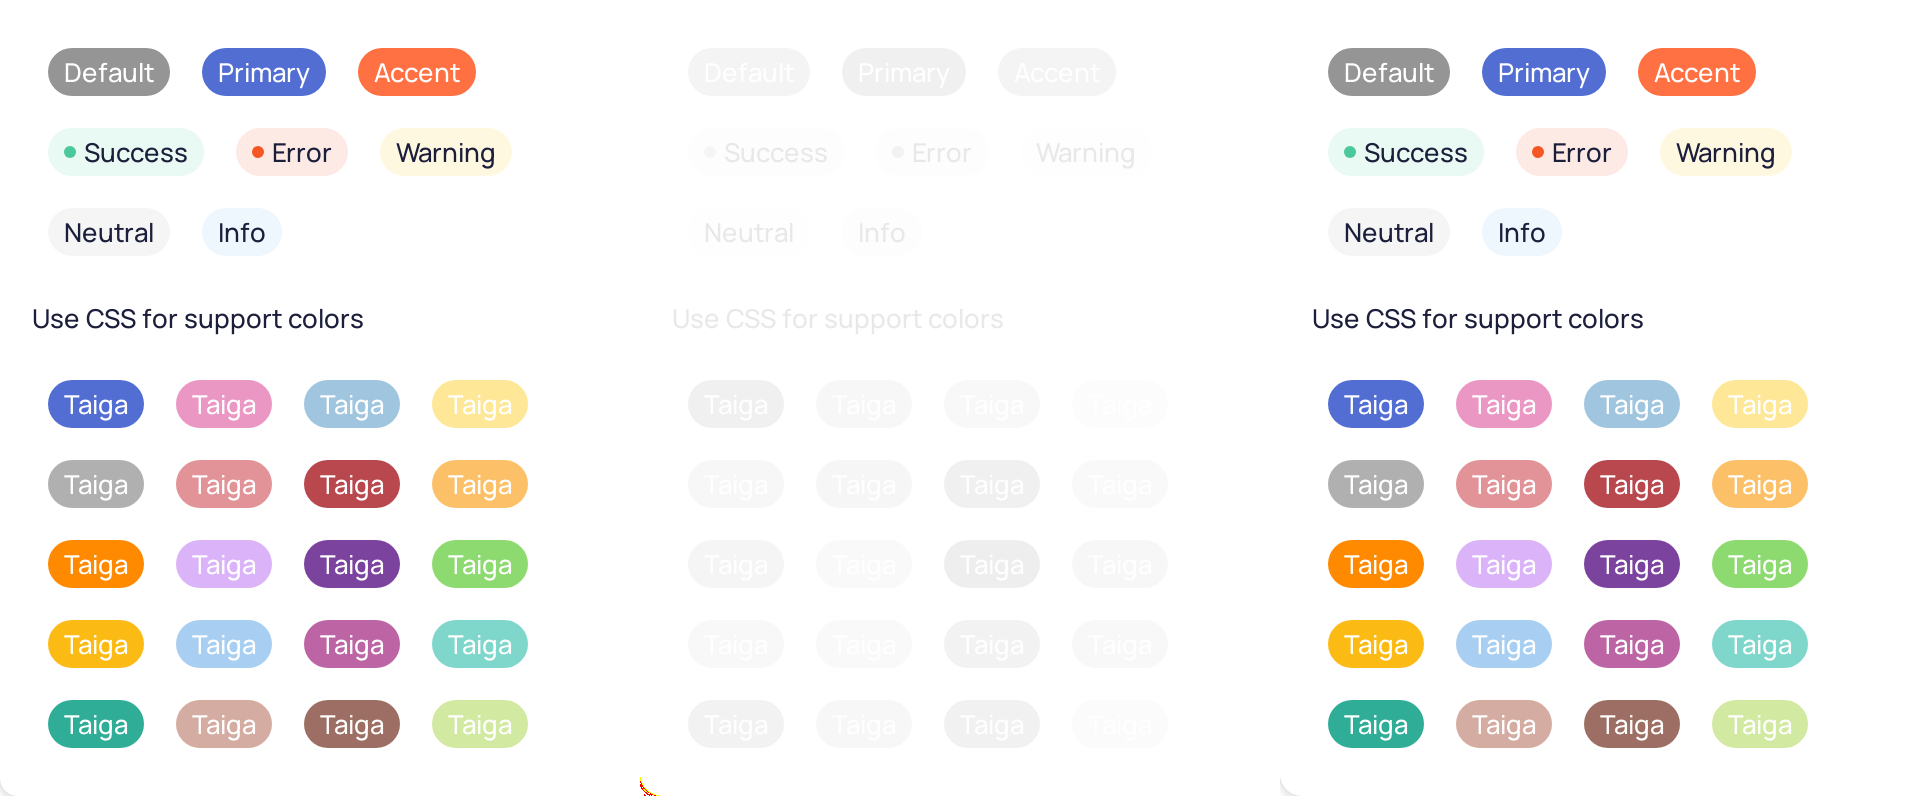 Default Primary Accent Default Primary Accent Default Primary Accent
Success Error Warning Success Error Warning Success Error Warning
Neutral Info Neutral Info Neutral Info
Use CSS for support colors Use CSS for support colors Use CSS for support colors
Taiga Taiga Taiga Taiga Taiga Taiga Taiga Taiga Taiga Taiga Taiga Taiga
Taiga Taiga Taiga Taiga Taiga Taiga Taiga Taiga Taiga Taiga Taiga Taiga
Taiga Taiga Taiga Taiga Taiga Taiga Taiga Taiga Taiga Taiga Taiga Taiga
Taiga Taiga Taiga Taiga Taiga Taiga Taiga Taiga Taiga Taiga Taiga Taiga
Taiga Taiga Taiga Taiga Taiga Taiga Taiga Taiga Taiga Taiga Taiga Taiga